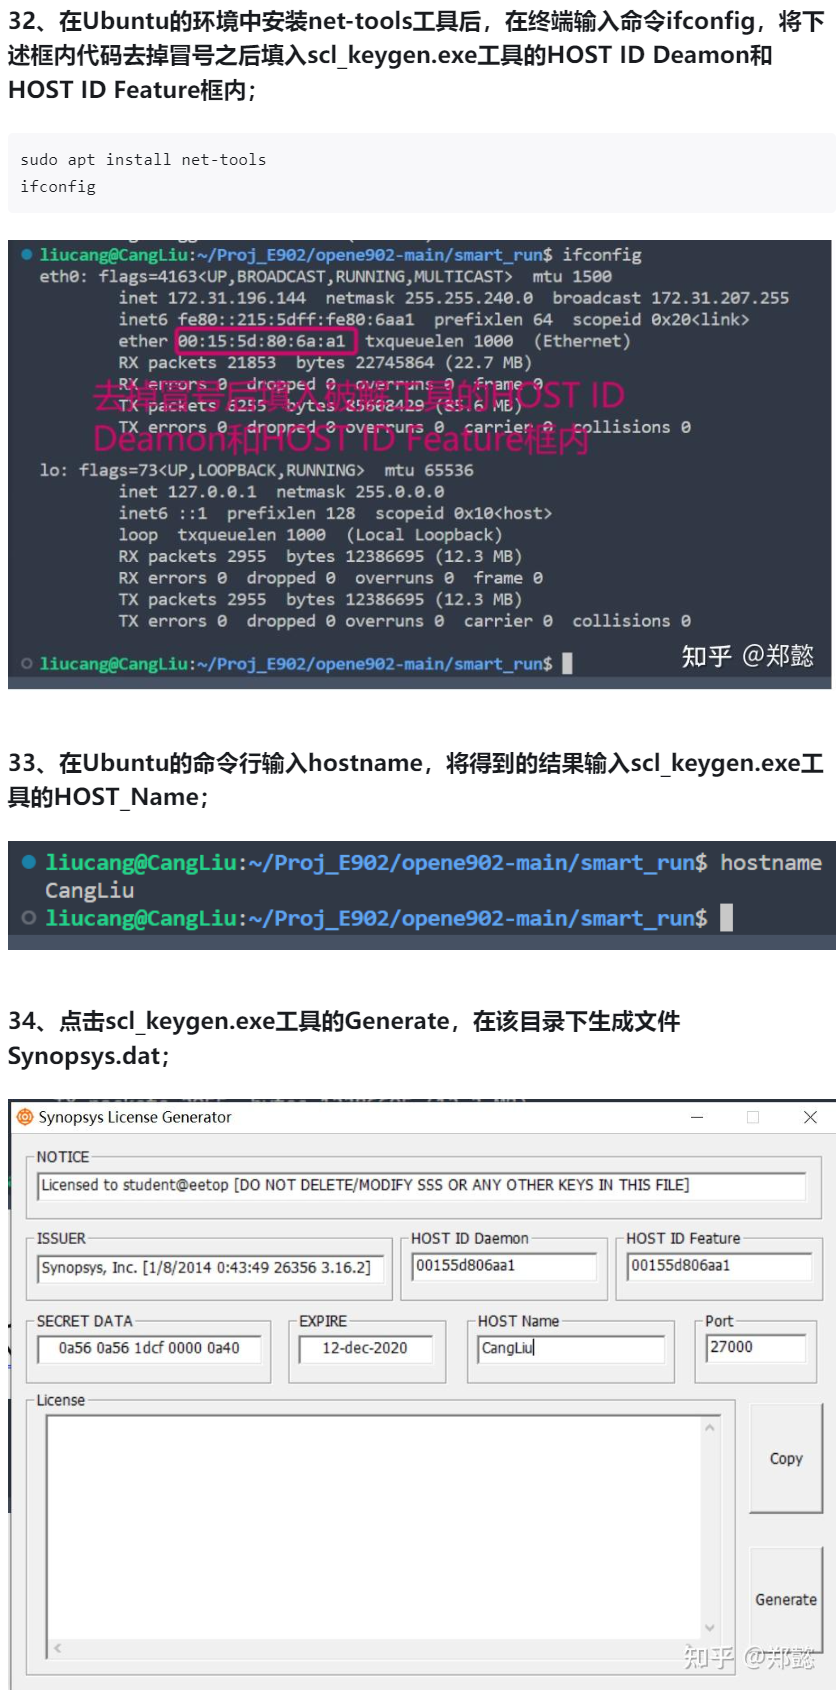 32、在Ubuntu的环境中安装net-tools工具后，在终端输入命令ifconfig，将下
述框内代码去掉冒号之后填入scl_keygen.exe工具的HOST ID Deamon和
HOST ID Feature框内；
sudo apt install net-tools
ifconfig
liucang@CangLiu:~/Proj_E902/opene902-main/smart_run$ ifconfig
eth0: flags=4163<UP,BROADCAST,RUNNING,MULTICAST>  mtu 1500
inet 172.31.196.144  netmask 255.255.240.0  broadcast 172.31.207.255
inet6 fe80::215:5dff:fe80:6aa1  prefixlen 64  scopeid 0x20<link>
ether 00:15:5d:80:6a:a1  txqueuelen 1000  (Ethernet)
RX packets 21853  bytes 22745864 (22.7 MB)
RX errors 0  dropped 0  overruns 0  frame 0
去掉冒号后填入破解工具的HOST ID
TX packets 6255  bytes 85608429 (85.6 MB)
TX errors 0  dropped 0 overruns 0  carrier 0  collisions 0
Deamon和HOST ID Feature框内
lo: flags=73<UP,LOOPBACK,RUNNING>  mtu 65536
inet 127.0.0.1  netmask 255.0.0.0
inet6 ::1  prefixlen 128  scopeid 0x10<host>
loop  txqueuelen 1000  (Local Loopback)
RX packets 2955  bytes 12386695 (12.3 MB)
RX errors 0  dropped 0  overruns 0  frame 0
TX packets 2955  bytes 12386695 (12.3 MB)
TX errors 0  dropped 0 overruns 0  carrier 0  collisions 0
liucang@CangLiu:~/Proj_E902/opene902-main/smart_run$
知乎 @郑懿
33、在Ubuntu的命令行输入hostname，将得到的结果输入scl_keygen.exe工
具的HOST_Name；
liucang@CangLiu:~/Proj_E902/opene902-main/smart_run$ hostname
CangLiu
liucang@CangLiu:~/Proj_E902/opene902-main/smart_run$
34、点击scl_keygen.exe工具的Generate，在该目录下生成文件
Synopsys.dat；
Synopsys License Generator
NOTICE
Licensed to student@eetop [DO NOT DELETE/MODIFY SSS OR ANY OTHER KEYS IN THIS FILE]
ISSUER
HOST ID Daemon
HOST ID Feature
Synopsys, Inc. [1/8/2014 0:43:49 26356 3.16.2]
00155d806aa1
00155d806aa1
SECRET DATA
EXPIRE
HOST Name
Port
0a56 0a56 1dcf 0000 0a40
12-dec-2020
CangLiu
27000
License
Copy
Generate
知乎 @郑懿